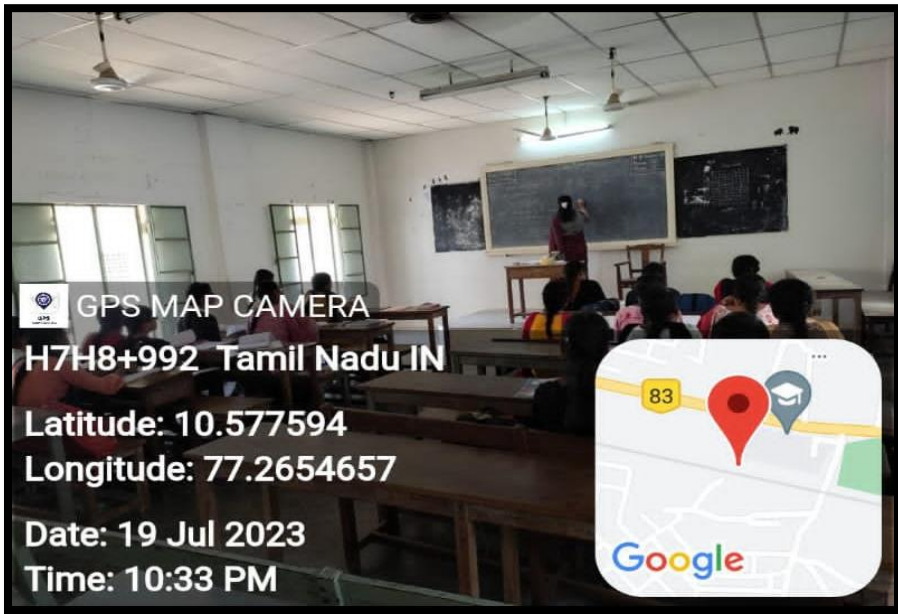 GPS MAP CAMERA
H7H8+992 Tamil Nadu IN
Latitude: 10.577594
Longitude: 77.2654657
Date: 19 Jul 2023
Time: 10:33 PM
83
Google